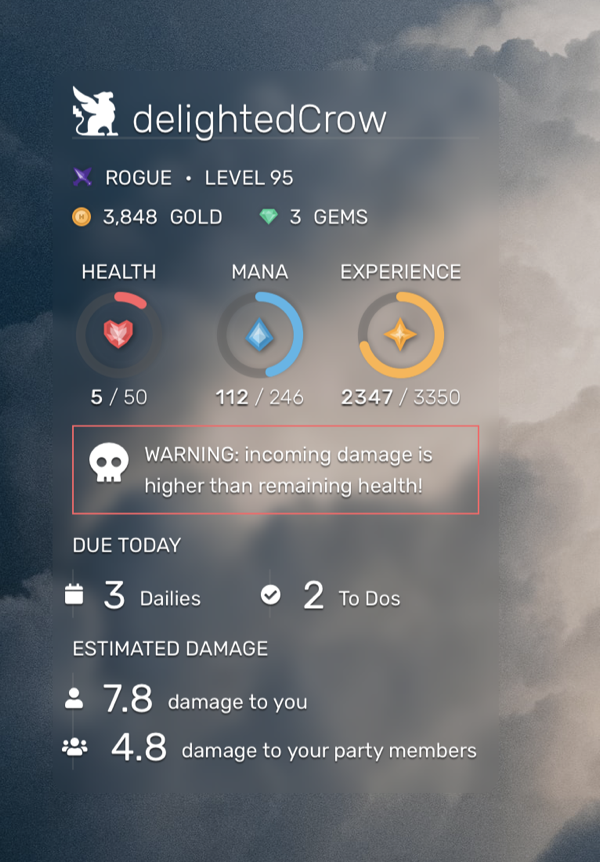 delightedCrow
ROGUE • LEVEL 95
3,848 GOLD 3 GEMS
HEALTH MANA EXPERIENCE
5 / 50 112 / 246 2347 / 3350
WARNING: incoming damage is
higher than remaining health!
DUE TODAY
3 Dailies 2 To Dos
ESTIMATED DAMAGE
7.8 damage to you
4.8 damage to your party members